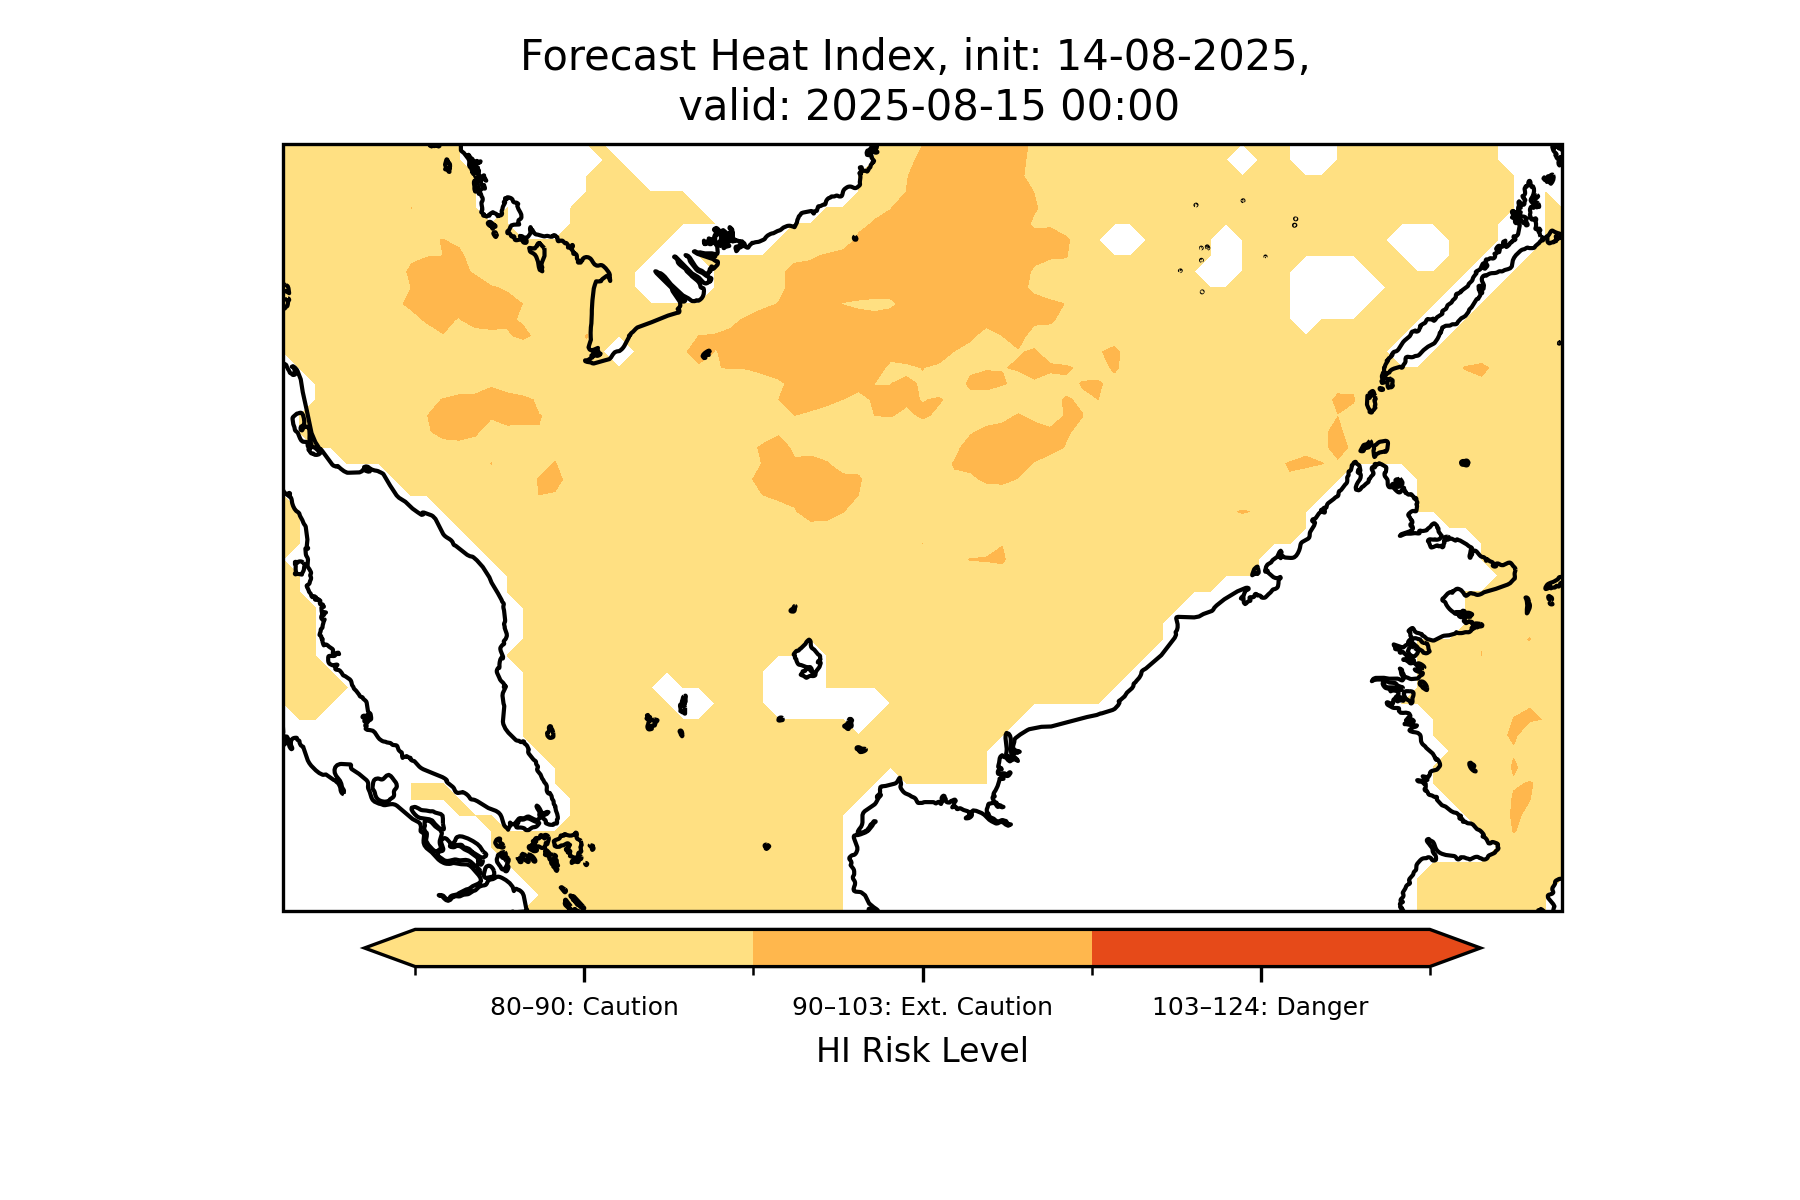 Forecast Heat Index, init: 14-08-2025,
valid: 2025-08-15 00:00
80–90: Caution
90–103: Ext. Caution
103–124: Danger
HI Risk Level